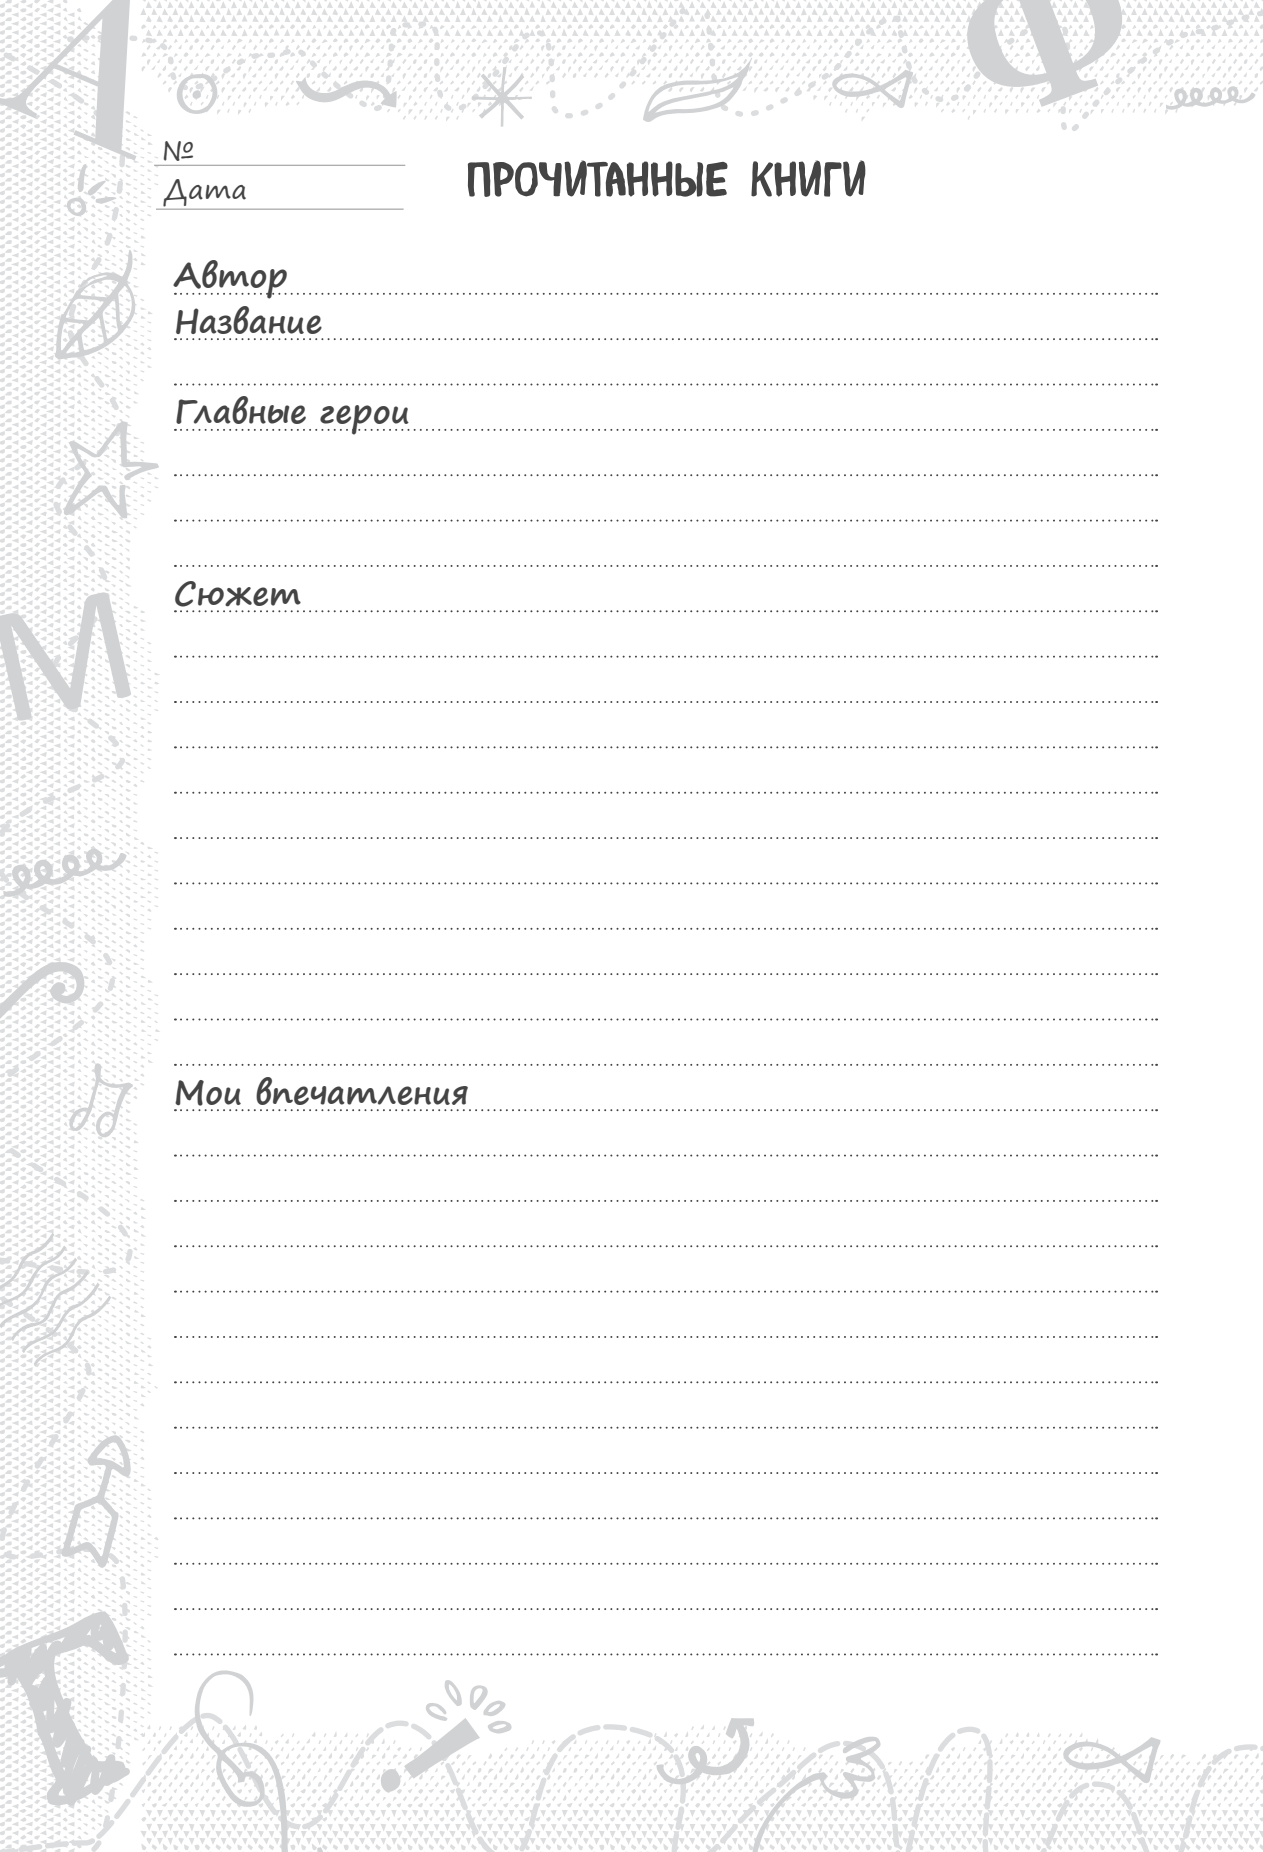 А
Ф
№
Дата
ПРОЧИТАННЫЕ КНИГИ
Автор
Название
Главные герои
Сюжет
М
Мои впечатления
Г